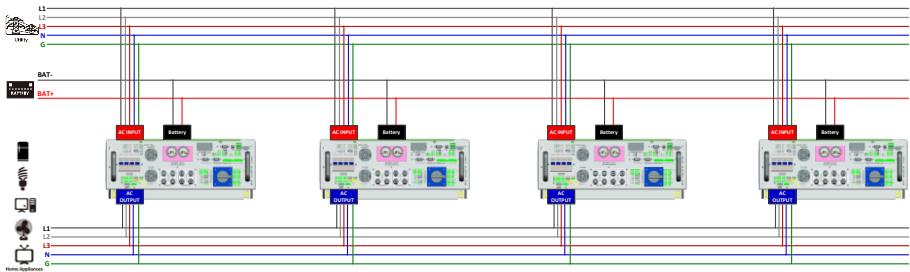 L1
L2
L3
N
G
Utility
BAT-
BATTERY
BAT+
AC INPUT
Battery
AC INPUT
Battery
AC INPUT
Battery
AC INPUT
Battery
AC
OUTPUT
AC
OUTPUT
AC
OUTPUT
AC
OUTPUT
L1
L2
L3
N
G
Home Appliances